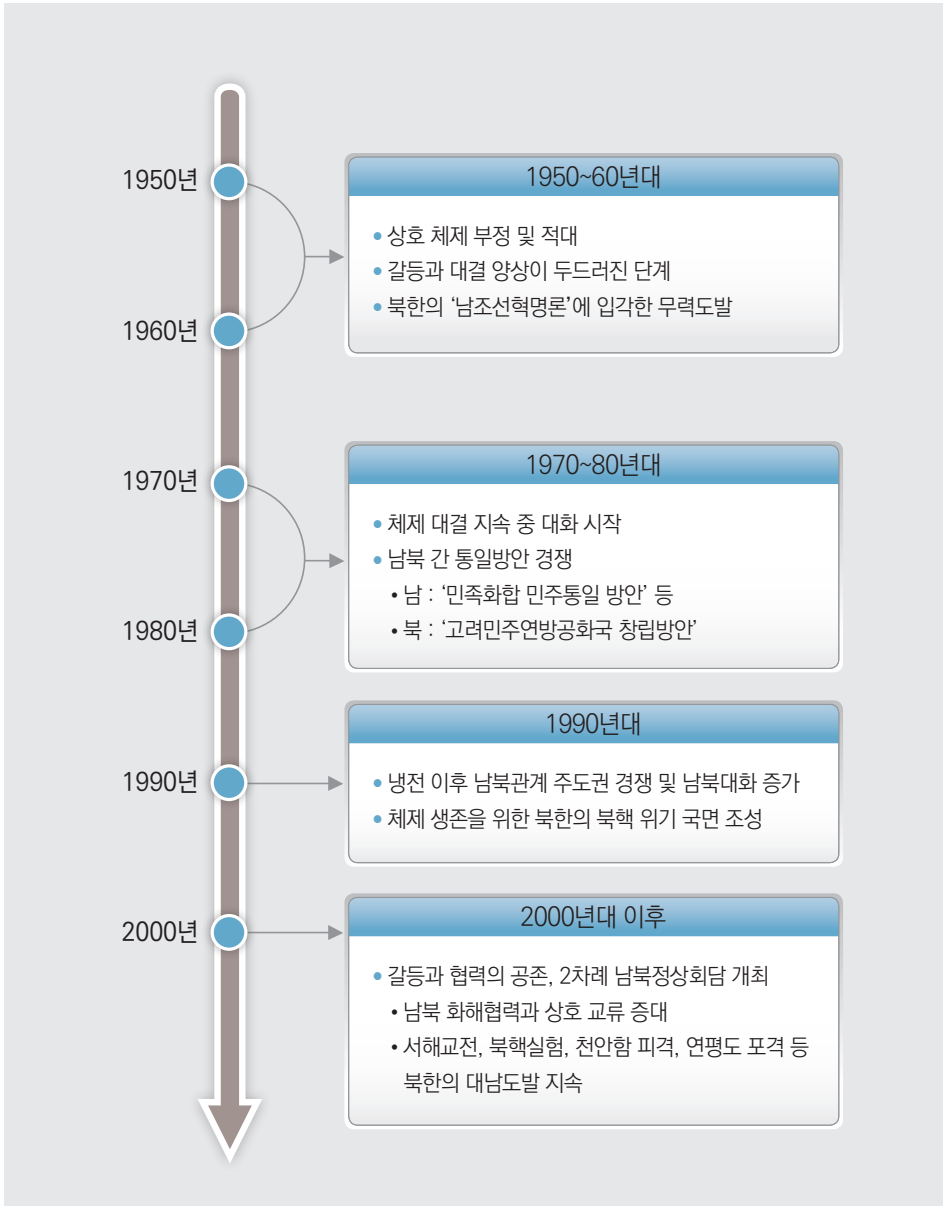 1950년
1950~60년대
• 상호 체제 부정 및 적대
• 갈등과 대결 양상이 두드러진 단계
• 북한의 ‘남조선혁명론’에 입각한 무력도발
1960년
1970년
1970~80년대
• 체제 대결 지속 중 대화 시작
• 남북 간 통일방안 경쟁
• 남 : ‘민족화합 민주통일 방안’ 등
• 북 : ‘고려민주연방공화국 창립방안’
1980년
1990년
1990년대
• 냉전 이후 남북관계 주도권 경쟁 및 남북대화 증가
• 체제 생존을 위한 북한의 북핵 위기 국면 조성
2000년
2000년대 이후
• 갈등과 협력의 공존, 2차례 남북정상회담 개최
• 남북 화해협력과 상호 교류 증대
• 서해교전, 북핵실험, 천안함 피격, 연평도 포격 등
북한의 대남도발 지속